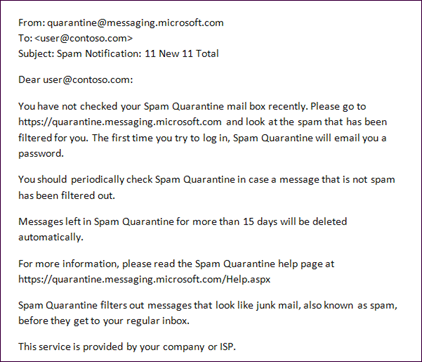 From: quarantine@messaging.microsoft.com
To: <user@contoso.com>
Subject: Spam Notification: 11 New 11 Total
Dear user@contoso.com:
You have not checked your Spam Quarantine mail box recently. Please go to
https://quarantine.messaging.microsoft.com and look at the spam that has been
filtered for you. The first time you try to log in, Spam Quarantine will email you a
password.
You should periodically check Spam Quarantine in case a message that is not spam
has been filtered out.
Messages left in Spam Quarantine for more than 15 days will be deleted
automatically.
For more information, please read the Spam Quarantine help page at
https://quarantine.messaging.microsoft.com/Help.aspx
Spam Quarantine filters out messages that look like junk mail, also known as spam,
before they get to your regular inbox.
This service is provided by your company or ISP.